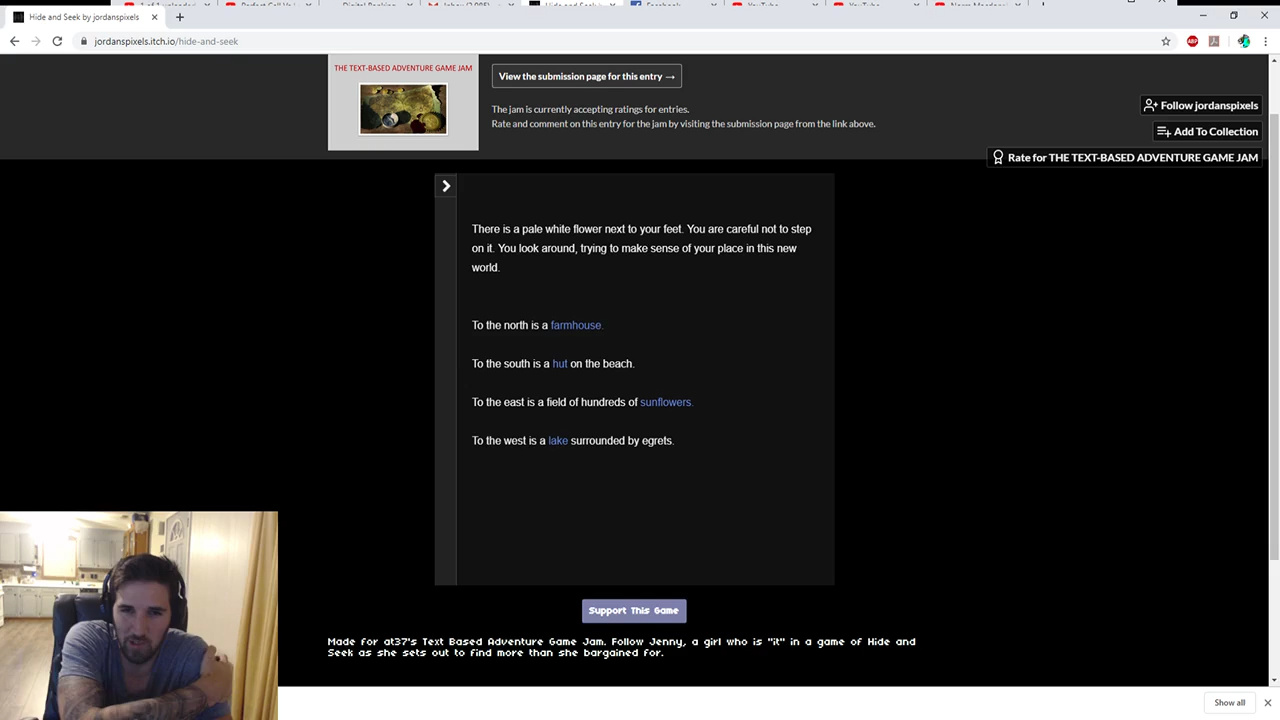 Hide and Seek by jordanspixels
jordanspixels.itch.io/hide-and-seek
THE TEXT-BASED ADVENTURE GAME JAM
View the submission page for this entry →
The jam is currently accepting ratings for entries.
Rate and comment on this entry for the jam by visiting the submission page from the link above.
Follow jordanspixels
Add To Collection
Rate for THE TEXT-BASED ADVENTURE GAME JAM
There is a pale white flower next to your feet. You are careful not to step
on it. You look around, trying to make sense of your place in this new
world.
To the north is a farmhouse.
To the south is a hut on the beach.
To the east is a field of hundreds of sunflowers.
To the west is a lake surrounded by egrets.
Support This Game
Made for at37's Text Based Adventure Game Jam. Follow Jenny, a girl who is "it" in a game of Hide and
Seek as she sets out to find more than she bargained for.
Show all
ABP